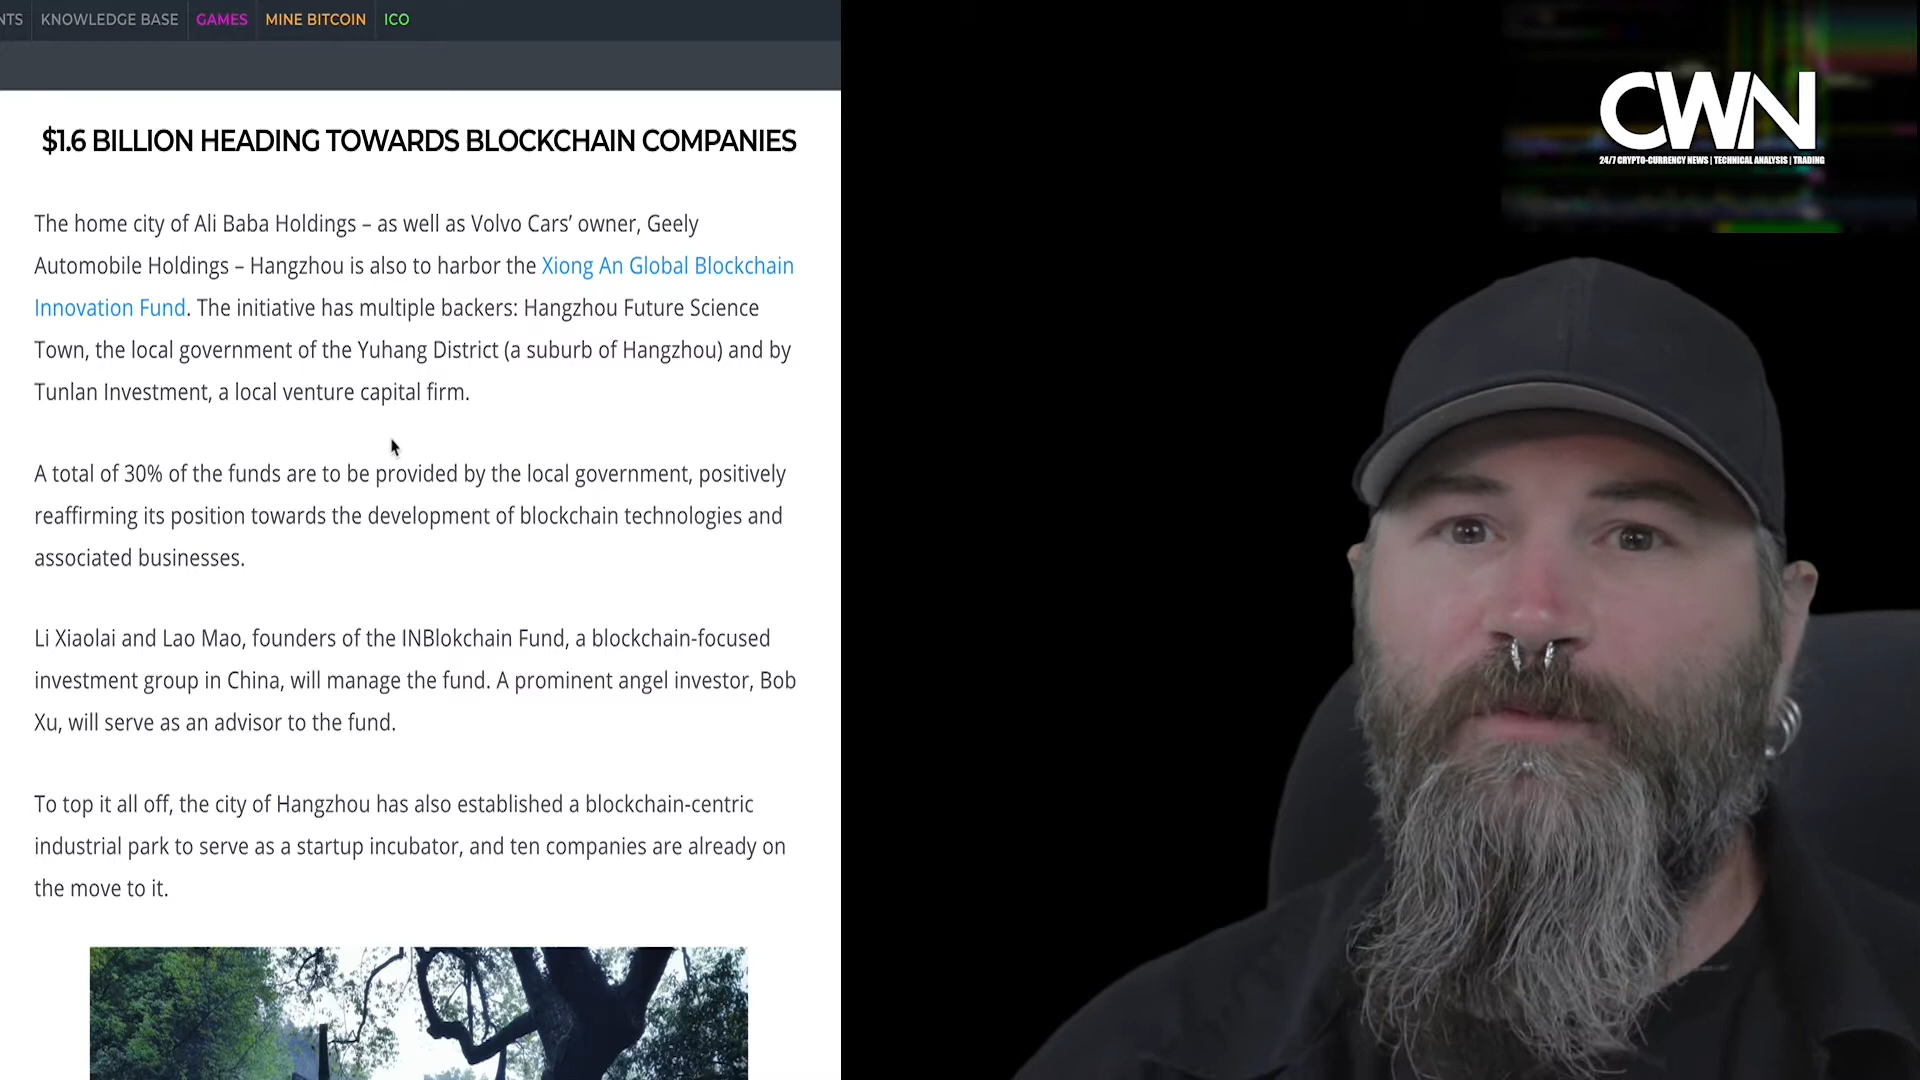 NTS KNOWLEDGE BASE GAMES MINE BITCOIN ICO
$1.6 BILLION HEADING TOWARDS BLOCKCHAIN COMPANIES
The home city of Ali Baba Holdings – as well as Volvo Cars’ owner, Geely
Automobile Holdings – Hangzhou is also to harbor the Xiong An Global Blockchain
Innovation Fund. The initiative has multiple backers: Hangzhou Future Science
Town, the local government of the Yuhang District (a suburb of Hangzhou) and by
Tunlan Investment, a local venture capital firm.
A total of 30% of the funds are to be provided by the local government, positively
reaffirming its position towards the development of blockchain technologies and
associated businesses.
Li Xiaolai and Lao Mao, founders of the INBlokchain Fund, a blockchain-focused
investment group in China, will manage the fund. A prominent angel investor, Bob
Xu, will serve as an advisor to the fund.
To top it all off, the city of Hangzhou has also established a blockchain-centric
industrial park to serve as a startup incubator, and ten companies are already on
the move to it.
CWN
24/7 CRYPTO-CURRENCY NEWS | TECHNICAL ANALYSIS | TRADING